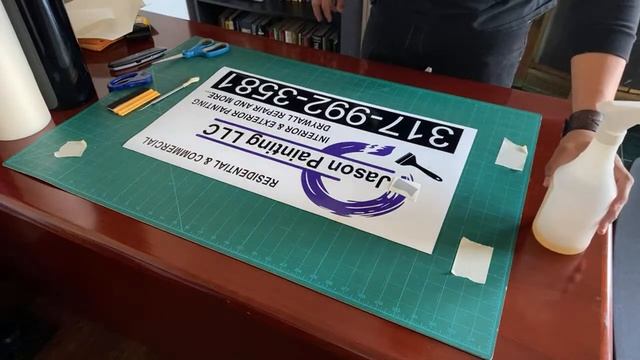 RESIDENTIAL & COMMERCIAL
Jason Painting LLC
INTERIOR & EXTERIOR PAINTING
DRYWALL REPAIR AND MORE
317-992-3581